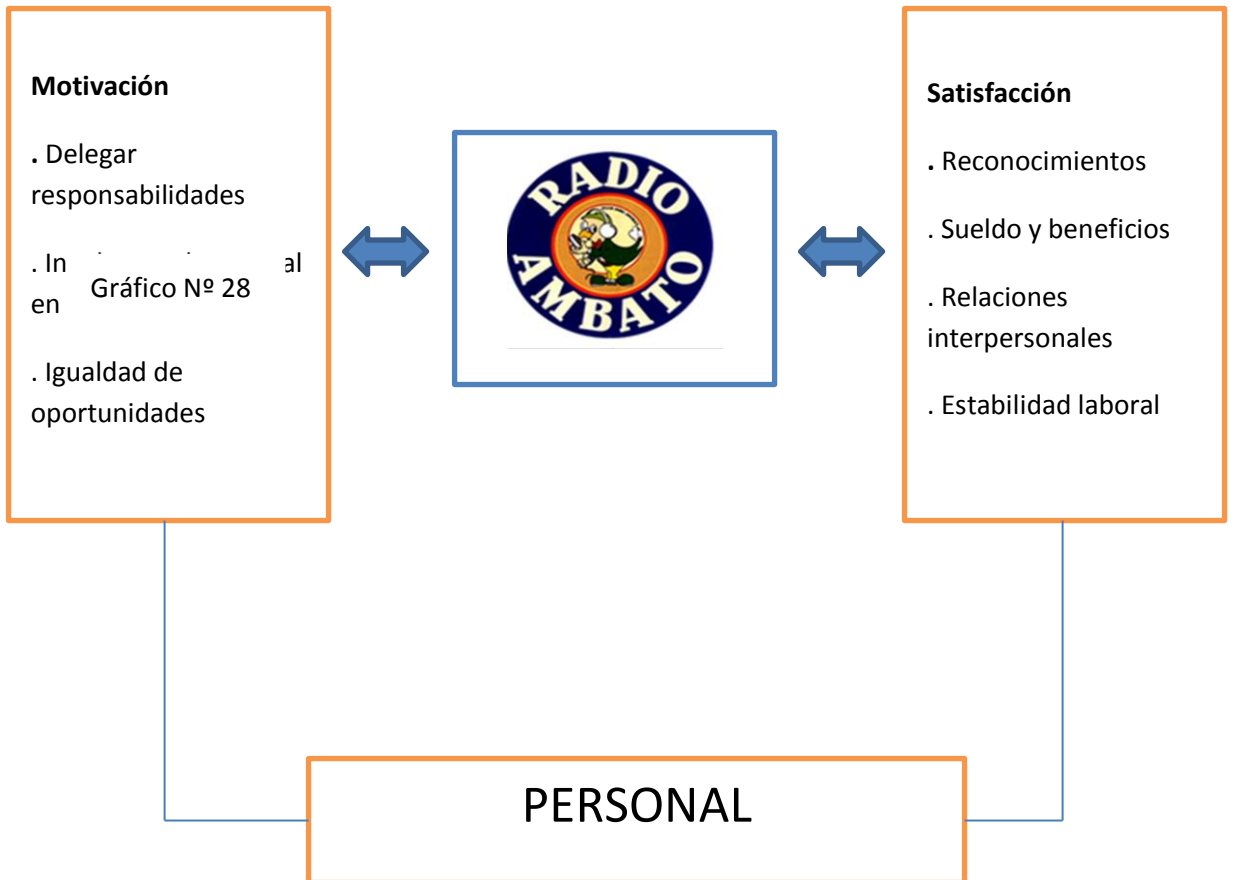 Motivación
. Delegar
responsabilidades
. In al
en
Gráfico Nº 28
. Igualdad de
oportunidades
RADIO
AMBATO
Satisfacción
. Reconocimientos
. Sueldo y beneficios
. Relaciones
interpersonales
. Estabilidad laboral
PERSONAL